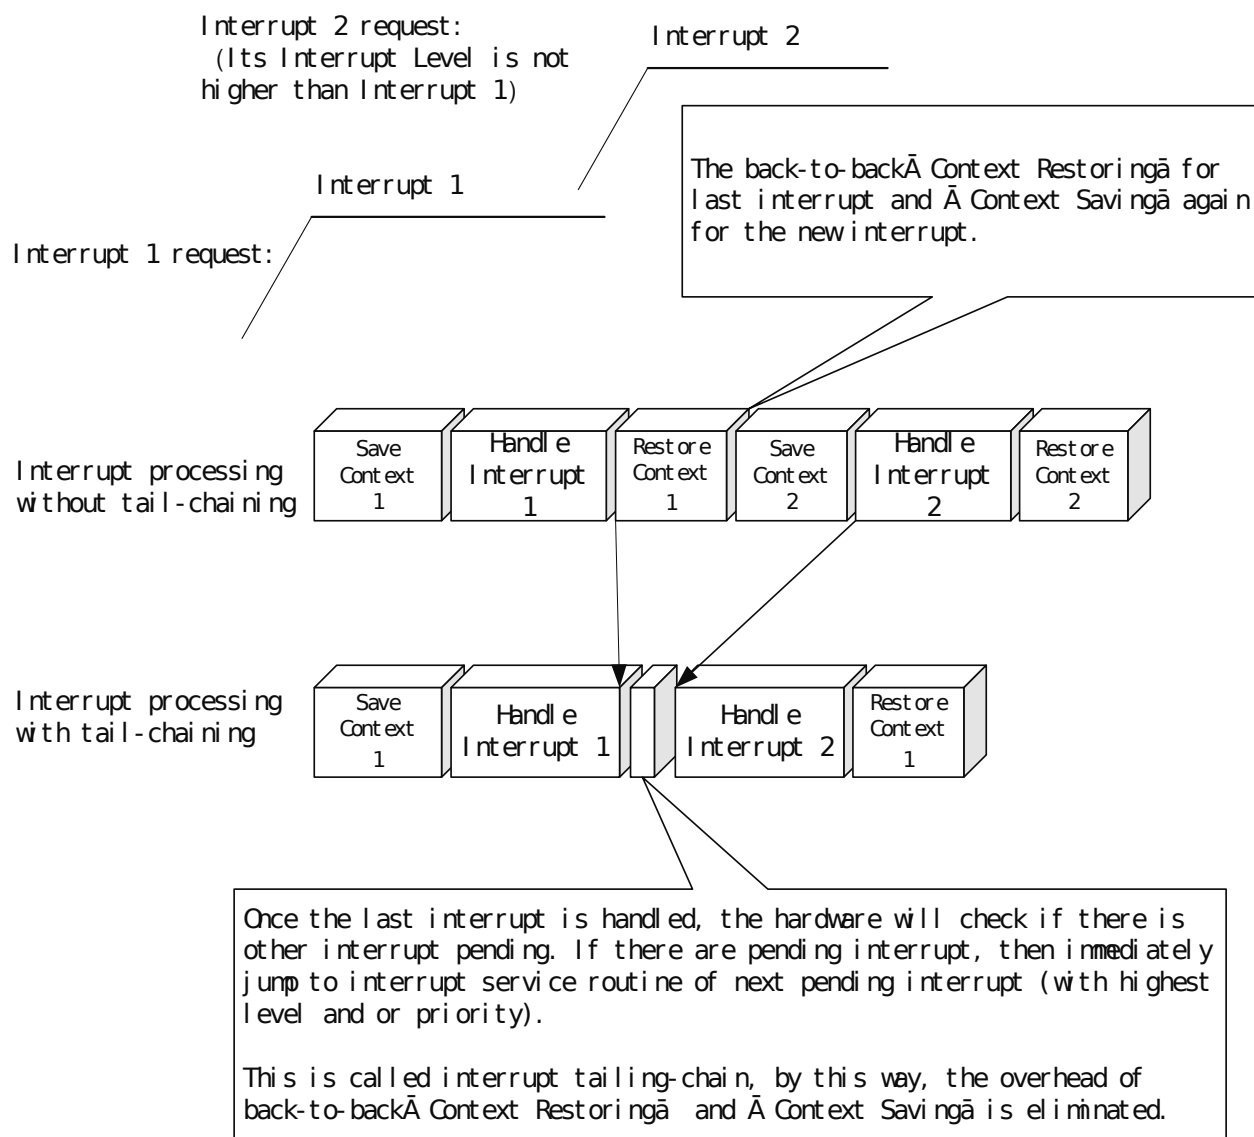 Interrupt 2 request:
(Its Interrupt Level is not
higher than Interrupt 1)
Interrupt 2
Interrupt 1
Interrupt 1 request:
The back-to-backĀ Context Restoringā for
last interrupt and Ā Context Savingā again
for the new interrupt.
Interrupt processing
without tail-chaining
Save
Context
1
Handle
Interrupt
1
Restore
Context
1
Save
Context
2
Handle
Interrupt
2
Restore
Context
2
Interrupt processing
with tail-chaining
Save
Context
1
Handle
Interrupt 1
Handle
Interrupt 2
Restore
Context
1
Once the last interrupt is handled, the hardware will check if there is
other interrupt pending. If there are pending interrupt, then immediately
jump to interrupt service routine of next pending interrupt (with highest
level and or priority).
This is called interrupt tailing-chain, by this way, the overhead of
back-to-backĀ Context Restoringā and Ā Context Savingā is eliminated.